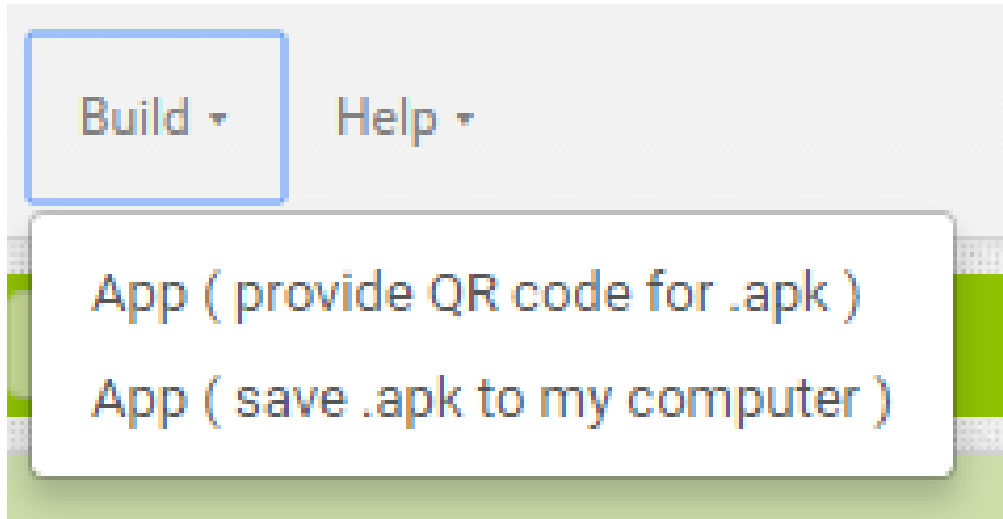 Build Help
App ( provide QR code for .apk )
App ( save .apk to my computer )